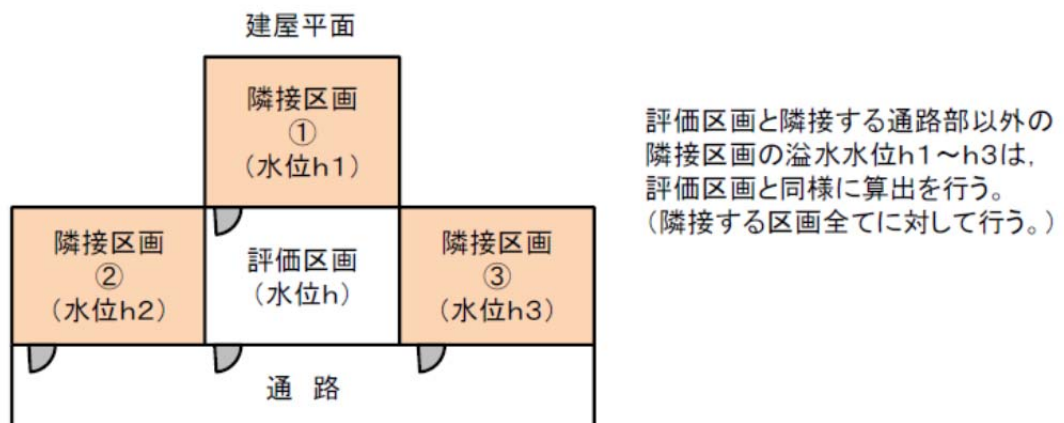 建屋平面
隣接区画
①
（水位h1）
評価区画と隣接する通路部以外の
隣接区画の溢水水位h1～h3は，
評価区画と同様に算出を行う。
（隣接する区画全てに対して行う。）
隣接区画
②
（水位h2）
評価区画
（水位h）
隣接区画
③
（水位h3）
通　路